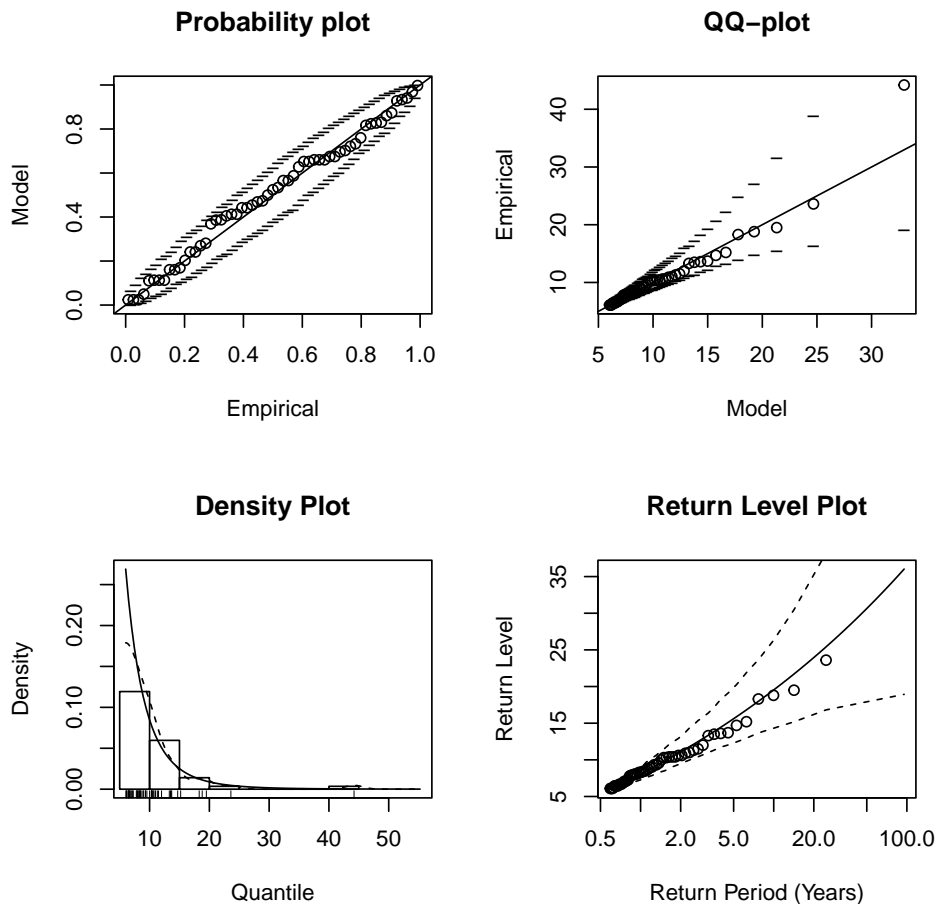 Probability plot
Model
0.0 0.4 0.8
0.0 0.2 0.4 0.6 0.8 1.0
Empirical
QQ−plot
Empirical
10 20 30 40
5 10 15 20 25 30
Model
Density Plot
Density
0.00 0.10 0.20
10 20 30 40 50
Quantile
Return Level Plot
Return Level
5 15 25 35
0.5 2.0 5.0 20.0 100.0
Return Period (Years)